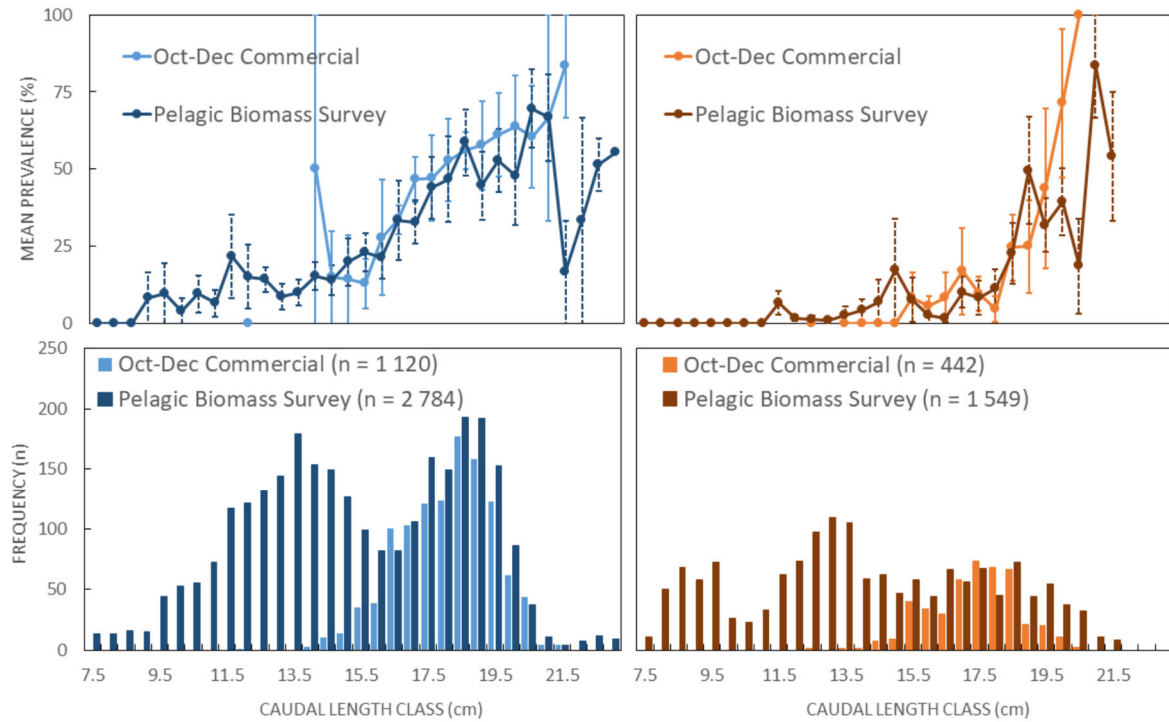 MEAN PREVALENCE (%)
100
75
50
25
0
Oct-Dec Commercial
Pelagic Biomass Survey
Oct-Dec Commercial
Pelagic Biomass Survey
FREQUENCY (n)
250
200
150
100
50
0
Oct-Dec Commercial (n = 1 120)
Pelagic Biomass Survey (n = 2 784)
Oct-Dec Commercial (n = 442)
Pelagic Biomass Survey (n = 1 549)
7.5 9.5 11.5 13.5 15.5 17.5 19.5 21.5
7.5 9.5 11.5 13.5 15.5 17.5 19.5 21.5
CAUDAL LENGTH CLASS (cm)
CAUDAL LENGTH CLASS (cm)